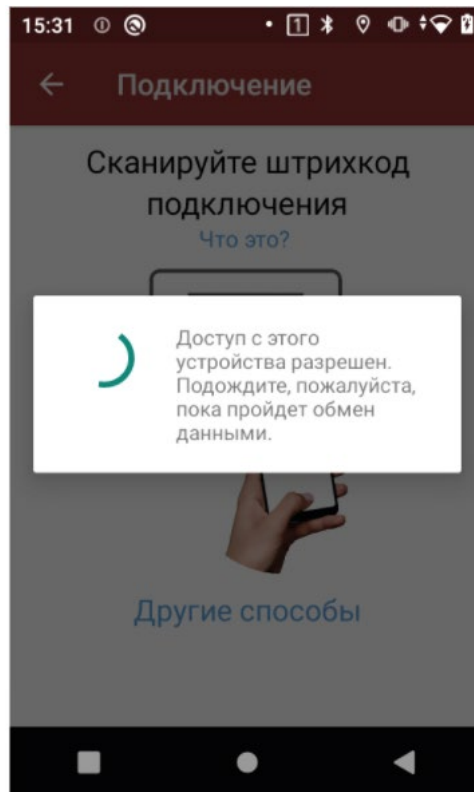 15:31
1
Подключение
Сканируйте штрихкод
подключения
Что это?
Доступ с этого
устройства разрешен.
Подождите, пожалуйста,
пока пройдет обмен
данными.
Другие способы